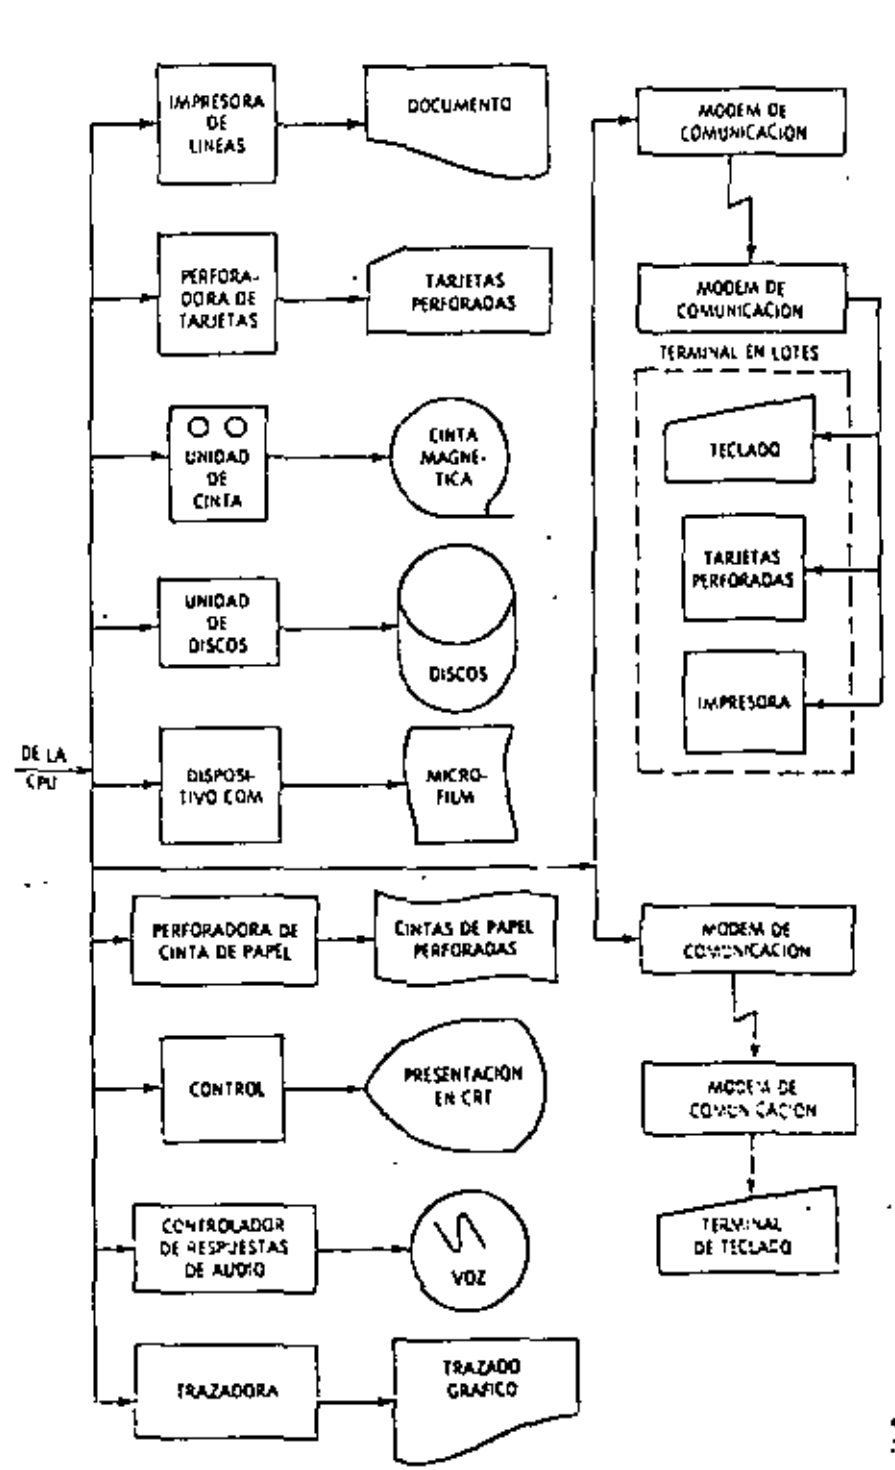 IMPRESORA
DE
LINEAS
DOCUMENTO
PERFORA-
DORA DE
TARJETAS
TARJETAS
PERFORADAS
UNIDAD
DE
CINTA
CINTA
MAGNE-
TICA
UNIDAD
DE
DISCOS
DISCOS
DE LA
CPU
DISPOSI-
TIVO COM
MICRO-
FILM
PERFORADORA DE
CINTA DE PAPEL
CINTAS DE PAPEL
PERFORADAS
CONTROL
PRESENTACION
EN CRT
CONTROLADOR
DE RESPUESTAS
DE AUDIO
VOZ
TRAZADORA
TRAZADO
GRAFICO
MODEM DE
COMUNICACION
MODEM DE
COMUNICACION
TERMINAL EN LOTES
TECLADO
TARJETAS
PERFORADAS
IMPRESORA
MODEM DE
COMUNICACION
MODEM DE
COMUNICACION
TERMINAL
DE TECLADO